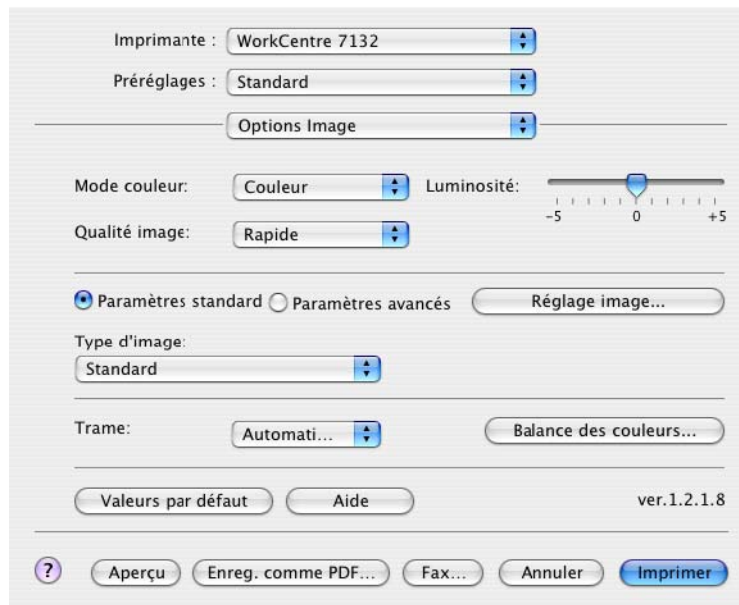 Imprimante : WorkCentre 7132
Préréglages : Standard
Options Image
Mode couleur: Couleur Luminosité:
-5 0 +5
Qualité image: Rapide
Paramètres standard Paramètres avancés Réglage image...
Type d'image:
Standard
Trame: Automati... Balance des couleurs...
Valeurs par défaut Aide ver.1.2.1.8
? Aperçu Enreg. comme PDF... Fax... Annuler Imprimer